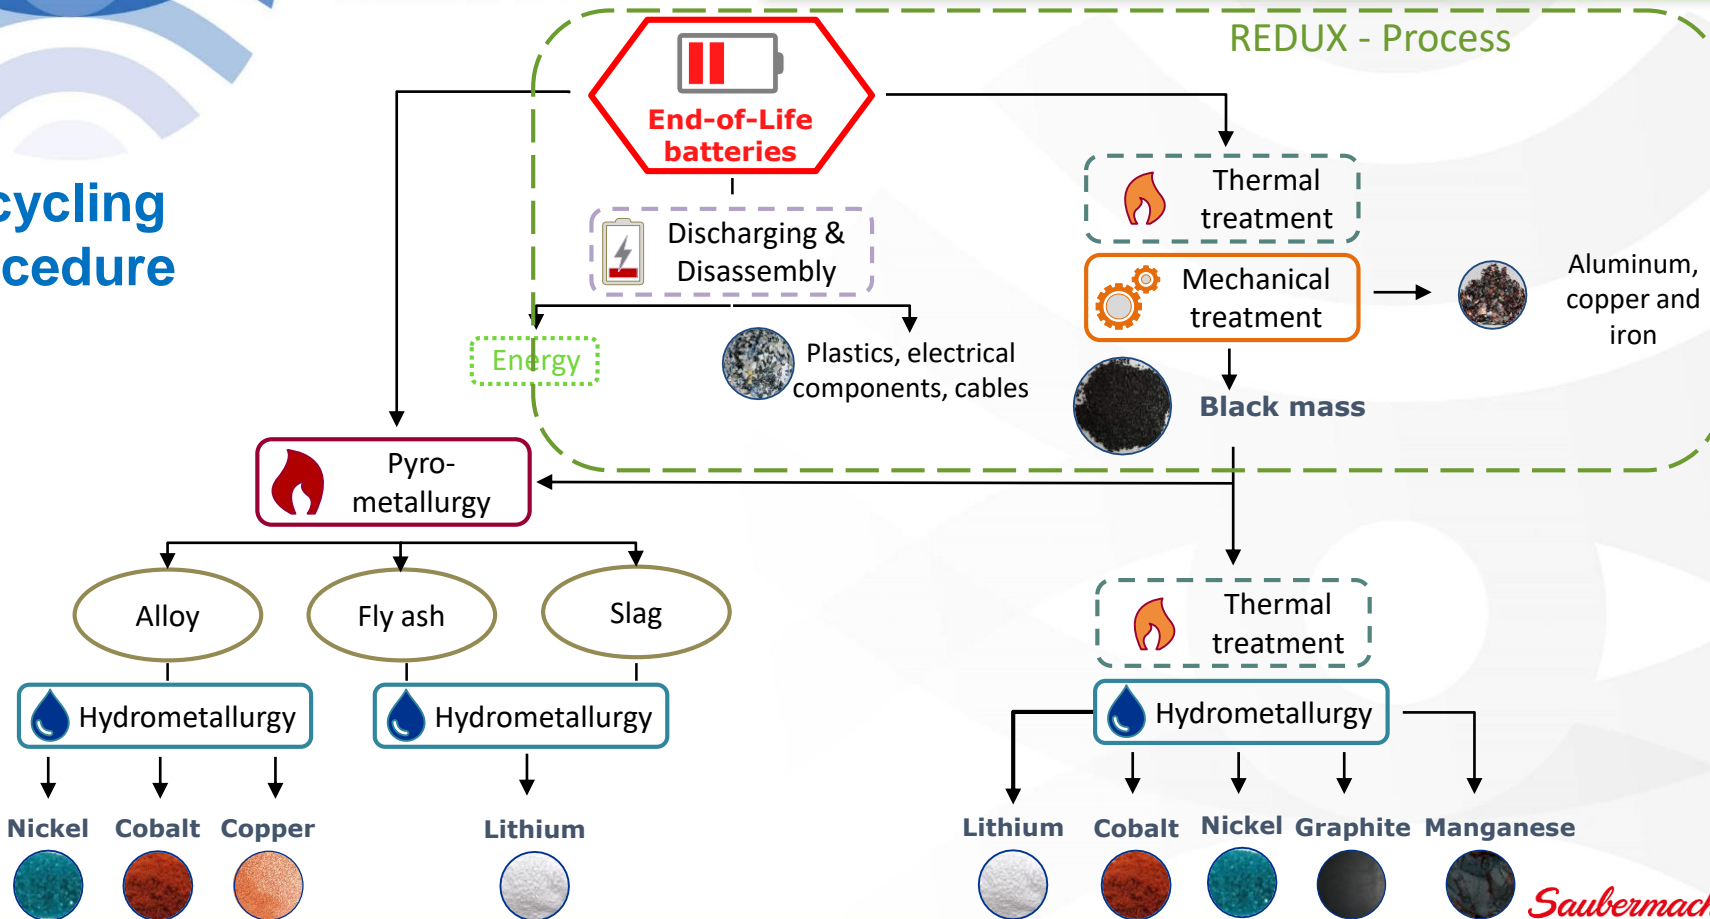 REDUX - Process
End-of-Life
batteries
cycling
cedure
Thermal
treatment
Discharging &
Disassembly
Mechanical
treatment
Aluminum,
copper and
iron
Energy
Plastics, electrical
components, cables
Black mass
Pyro-
metallurgy
Alloy
Fly ash
Slag
Thermal
treatment
Hydrometallurgy
Hydrometallurgy
Hydrometallurgy
Nickel
Cobalt
Copper
Lithium
Lithium
Cobalt
Nickel
Graphite
Manganese
Saubermach